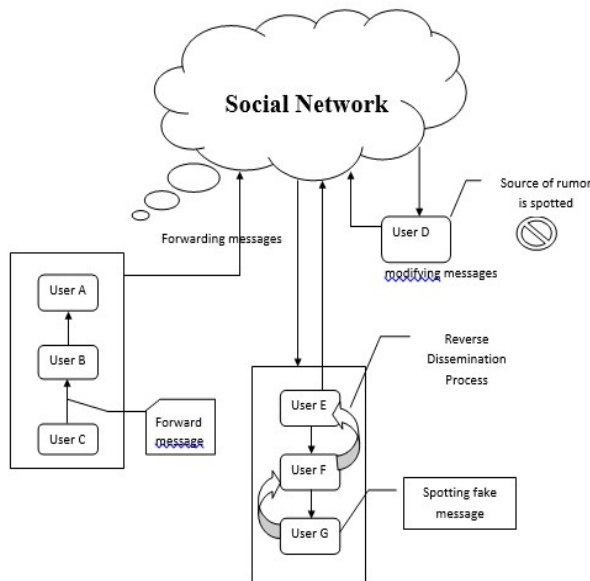 Social Network
Source of rumor
is spotted
User D
Forwarding messages
modifying messages
User A
User B
User C
Forward
message
Reverse
Dissemination
Process
User E
User F
User G
Spotting fake
message